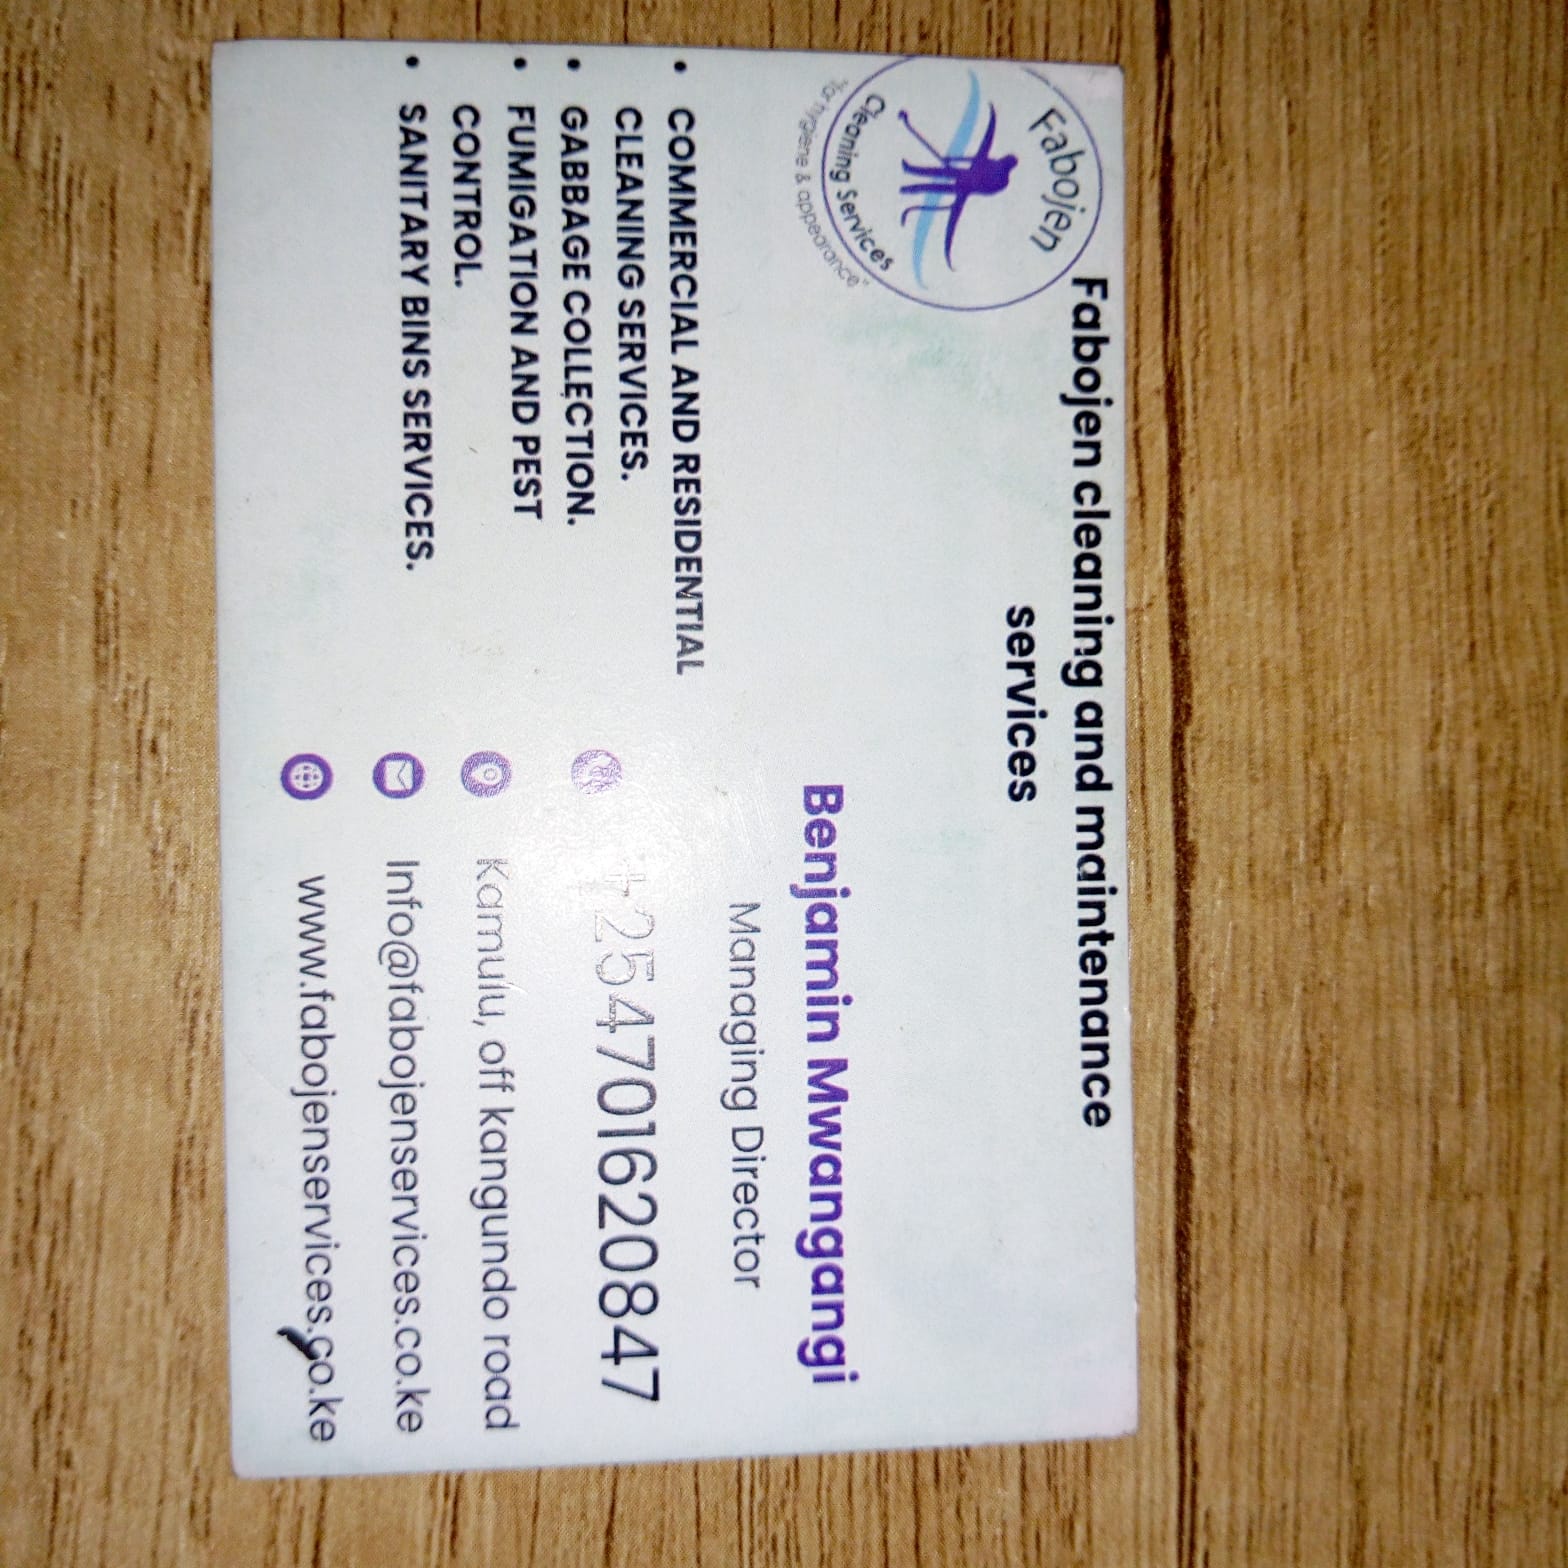 Fabojen cleaning and maintenance
services
Fabojen
Cleaning Services
hygiene & appearance"
Benjamin Mwangangi
Managing Director
• COMMERCIAL AND RESIDENTIAL
CLEANING SERVICES.
• GABBAGE COLLECTION.
• FUMIGATION AND PEST
CONTROL.
• SANITARY BINS SERVICES.
+254701620847
Kamulu, off kangundo road
Info@fabojenservices.co.ke
www.fabojenservices.co.ke